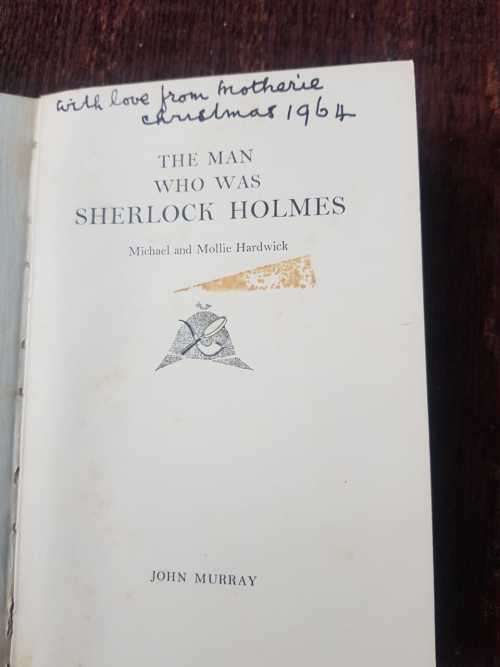 with love from Motherie
Christmas 1964
THE MAN
WHO WAS
SHERLOCK HOLMES
Michael and Mollie Hardwick
JOHN MURRAY